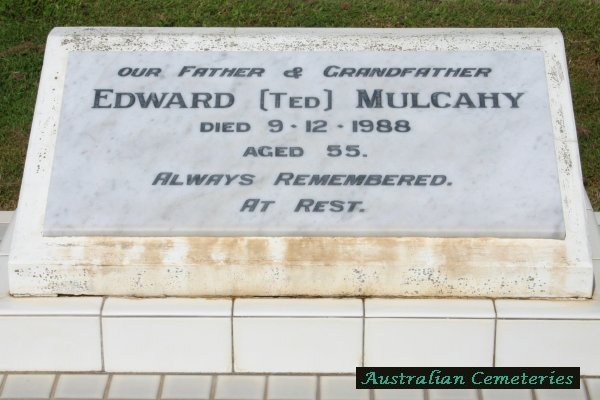 OUR FATHER & GRANDFATHER
EDWARD [TED] MULCAHY
DIED 9·12·1988
AGED 55.
ALWAYS REMEMBERED.
AT REST.
Australian Cemeteries